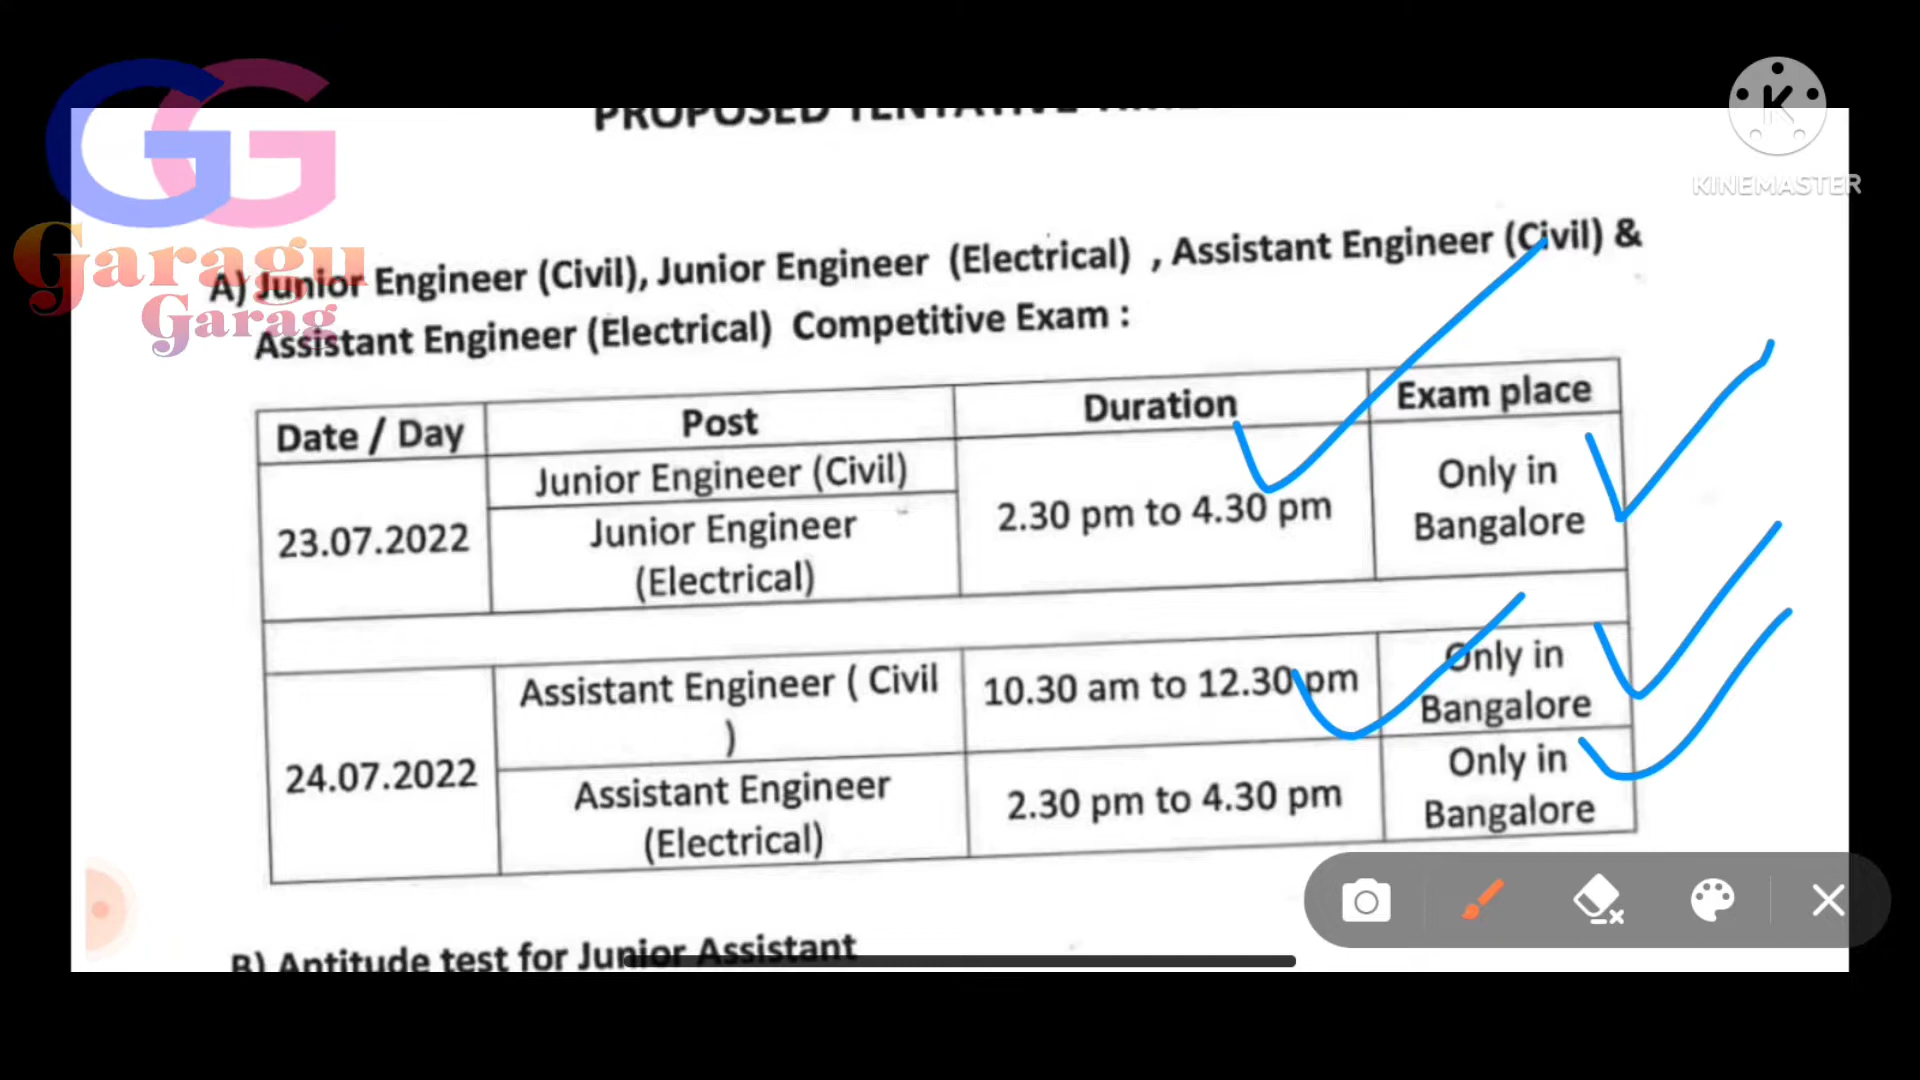 PROPOSED TENTATIVE
GG
Garagu
Garag
KINEMASTER
A) Junior Engineer (Civil), Junior Engineer (Electrical) , Assistant Engineer (Civil) &
Assistant Engineer (Electrical) Competitive Exam :
Date / Day Post Duration Exam place
23.07.2022 Junior Engineer (Civil) 2.30 pm to 4.30 pm Only in
Bangalore
Junior Engineer
(Electrical)
24.07.2022 Assistant Engineer ( Civil
) 10.30 am to 12.30 pm Only in
Bangalore
Assistant Engineer
(Electrical) 2.30 pm to 4.30 pm Only in
Bangalore
B) Aptitude test for Junior Assistant